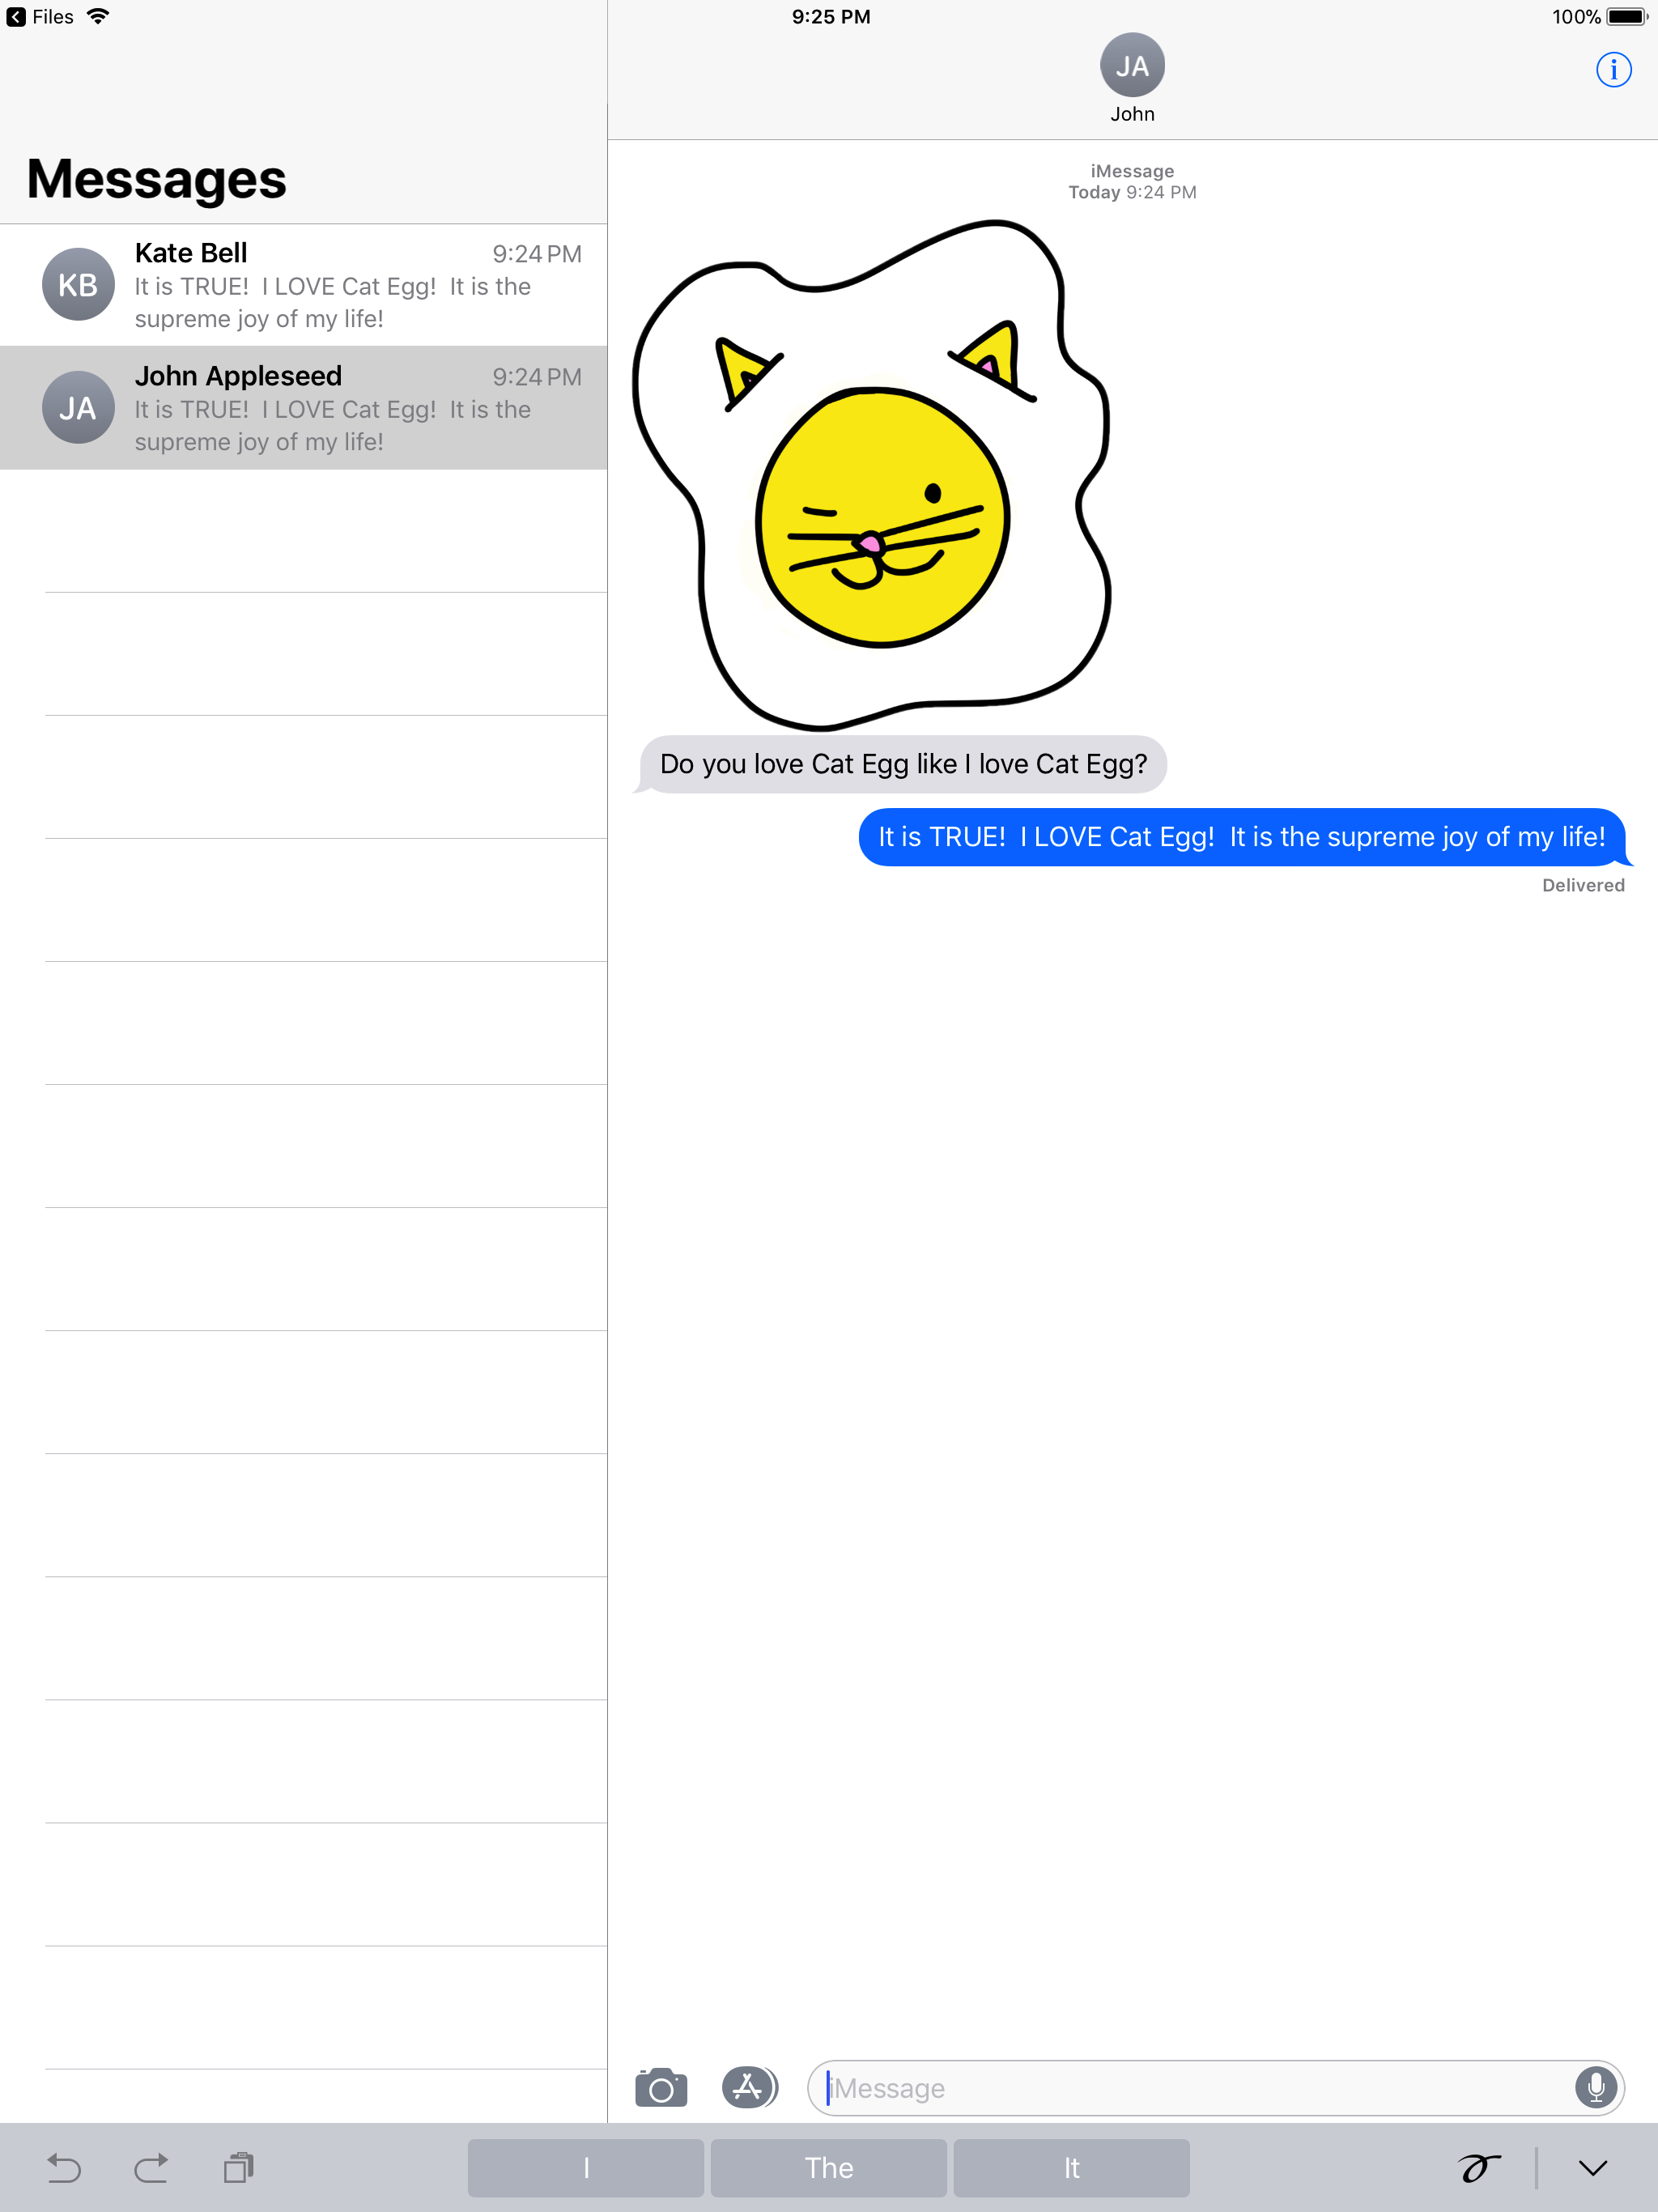 Files
9:25 PM
100%
Messages
KB
Kate Bell
9:24 PM
It is TRUE!  I LOVE Cat Egg!  It is the
supreme joy of my life!
JA
John Appleseed
9:24 PM
It is TRUE!  I LOVE Cat Egg!  It is the
supreme joy of my life!
JA
John
iMessage
Today 9:24 PM
Do you love Cat Egg like I love Cat Egg?
It is TRUE!  I LOVE Cat Egg!  It is the supreme joy of my life!
Delivered
iMessage
I
The
It